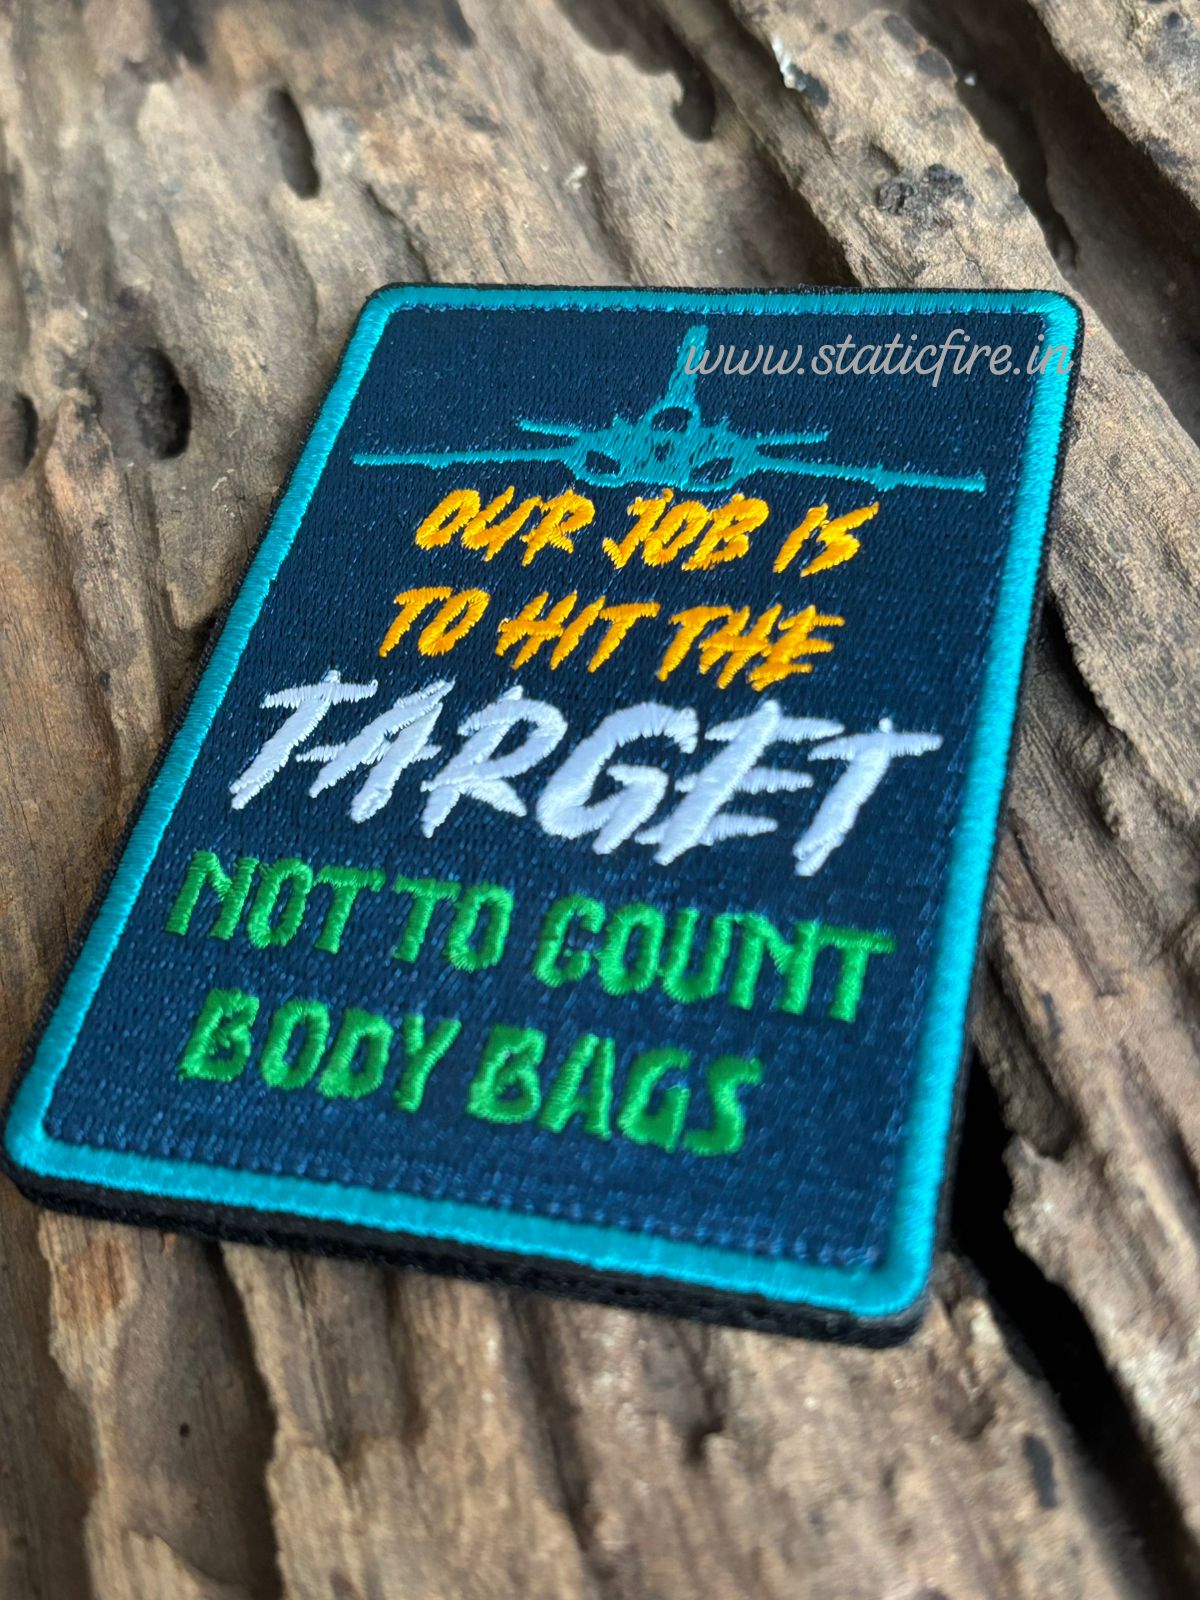 www.staticfire.in
OUR JOB IS
TO HIT THE
TARGET
NOT TO COUNT
BODY BAGS